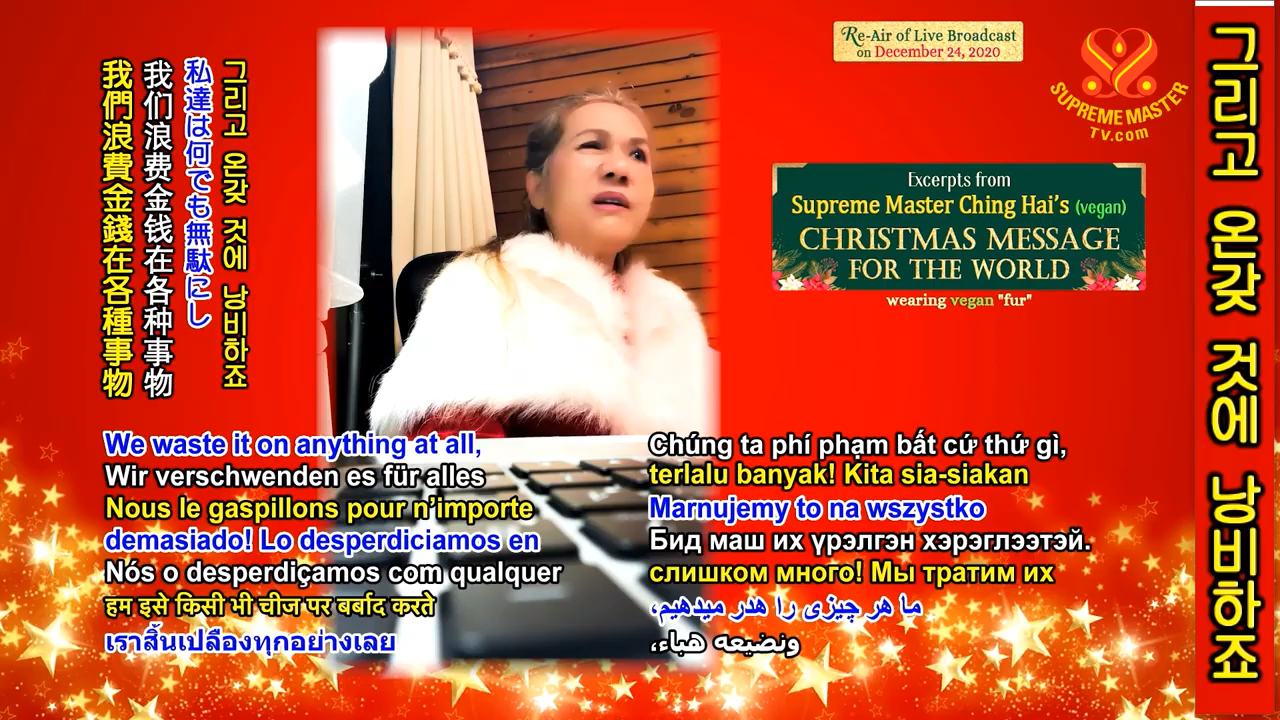 그리고 온갖 것에 낭비하죠
私達は何でも無駄にし
我们浪费金钱在各种事物
我們浪費金錢在各種事物
Re-Air of Live Broadcast
on December 24, 2020
SUPREME MASTER
TV.com
Excerpts from
Supreme Master Ching Hai's (vegan)
CHRISTMAS MESSAGE
FOR THE WORLD
wearing vegan "fur"
We waste it on anything at all,
Wir verschwenden es für alles
Nous le gaspillons pour n'importe
demasiado! Lo desperdiciamos en
Nós o desperdiçamos com qualquer
हम इसे किसी भी चीज पर बर्बाद करते
เราสิ้นเปลืองทุกอย่างเลย
Chúng ta phí phạm bất cứ thứ gì,
terlalu banyak! Kita sia-siakan
Marnujemy to na wszystko
Бид маш их үрэлгэн хэрэглээтэй.
слишком много! Мы тратим их
ما هر چیزی را هدر میدهیم،
ونضيعه هباء،
그리고 온갖 것에 낭비하죠